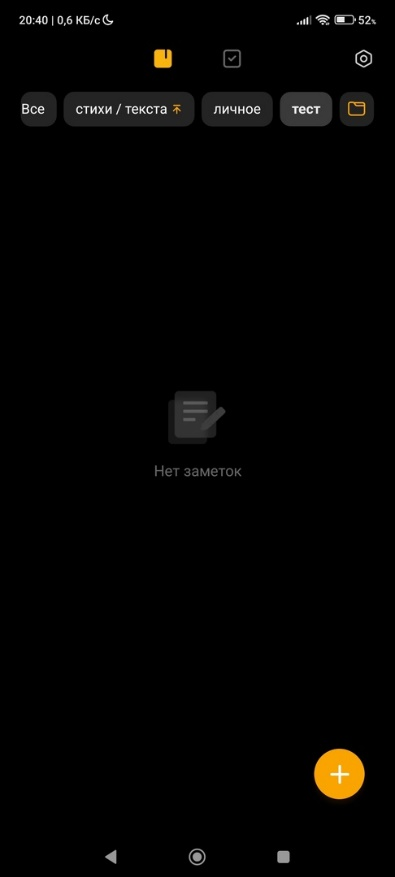 20:40 | 0,6 КБ/с 52%
Все стихи / текста личное тест
Нет заметок